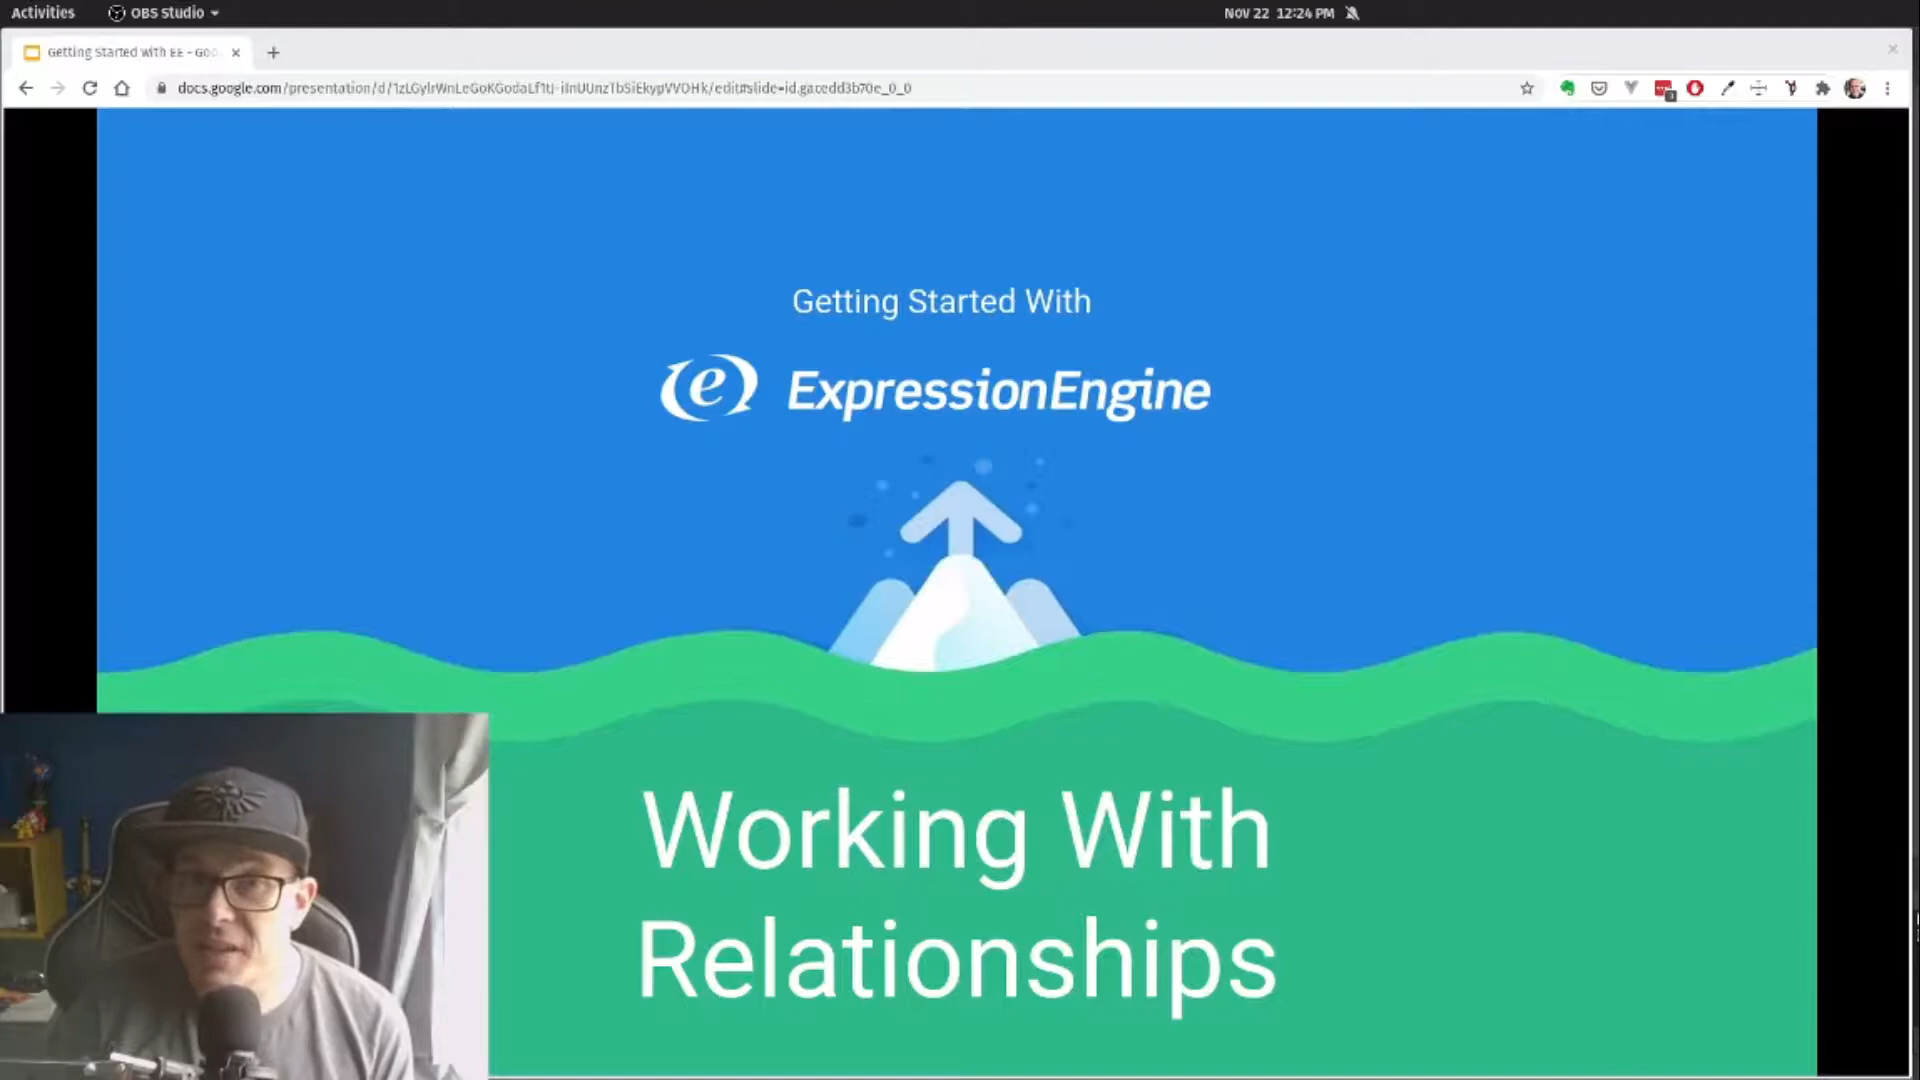 Activities OBS Studio Nov 22 12:24 PM
Getting Started with EE - Goo
docs.google.com/presentation/d/
Getting Started With
e ExpressionEngine
Working With
Relationships